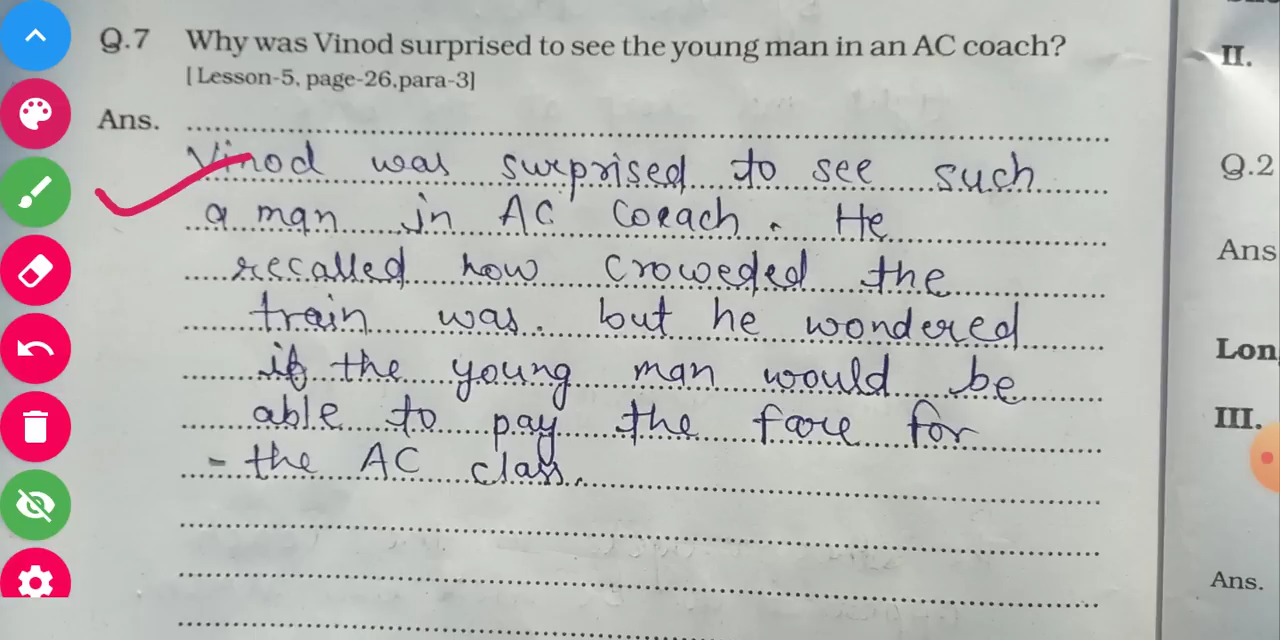 Q.7 Why was Vinod surprised to see the young man in an AC coach?
[Lesson-5, page-26,para-3]
Ans.
Vinod was surprised to see such
a man in AC coeach. He
recalled how croweded the
train was. but he wondered
if the young man would be
able to pay the fare for
- the AC class.
II.
Q.2
Ans
Lon
III.
Ans.